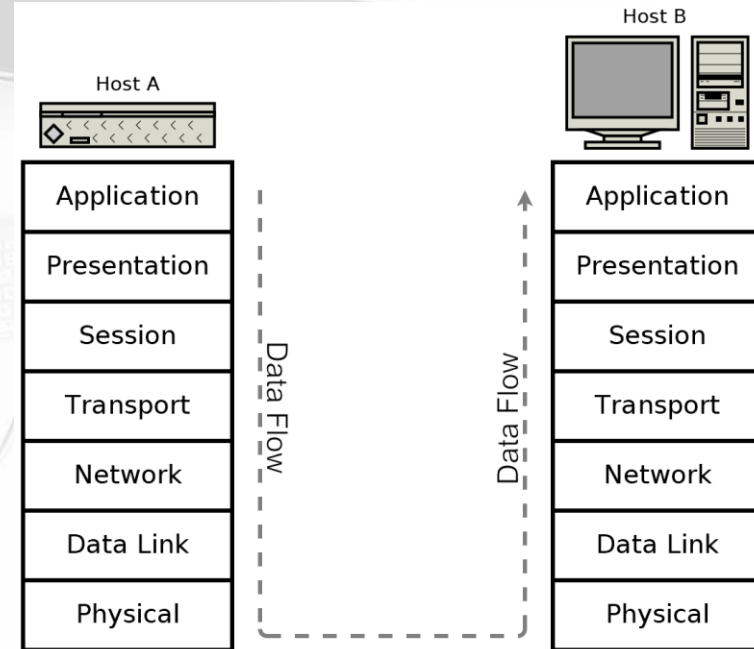 Host A
Application
Presentation
Session
Transport
Network
Data Link
Physical
Data Flow
Data Flow
Host B
Application
Presentation
Session
Transport
Network
Data Link
Physical